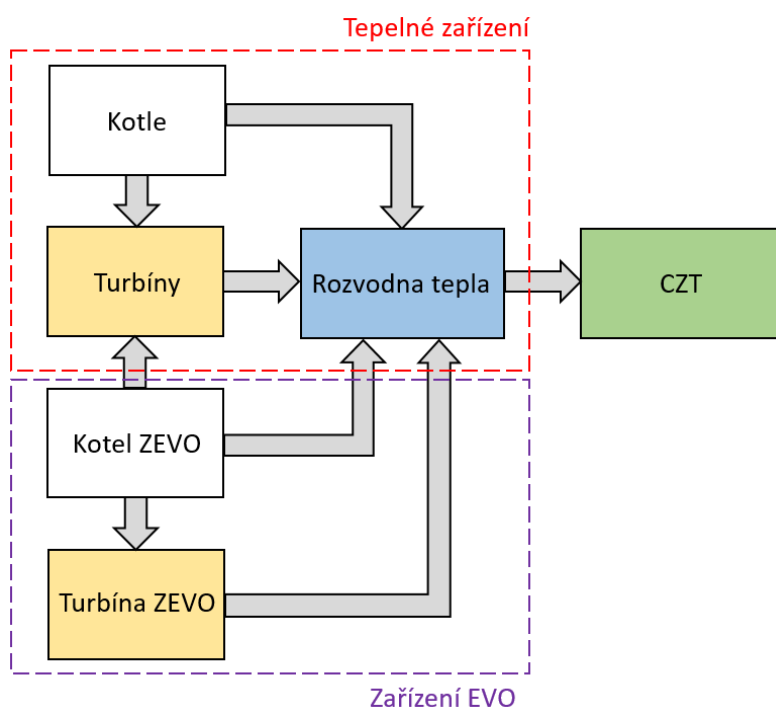 Tepelné zařízení
Kotle
Turbíny
Rozvodna tepla
CZT
Kotel ZEVO
Turbína ZEVO
Zařízení EVO